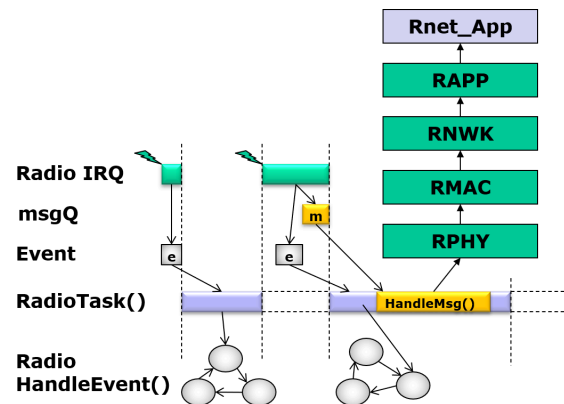 Rnet_App
RAPP
RNWK
Radio IRQ
RMAC
msgQ
m
RPHY
Event
e
e
RadioTask()
HandleMsg()
Radio
HandleEvent()